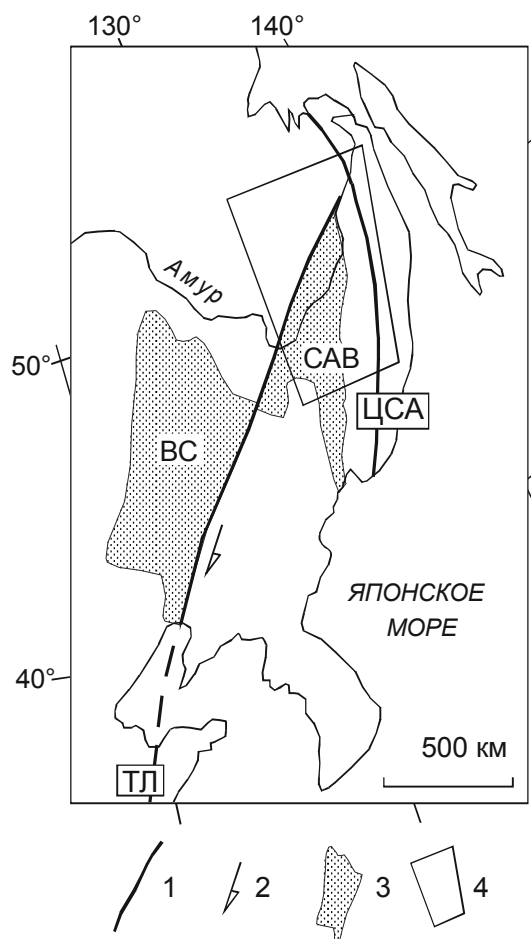 130° 140°
Амур
50°
САВ
ЦСА
ВС
ЯПОНСКОЕ
МОРЕ
40°
500 км
ТЛ
1 2 3 4